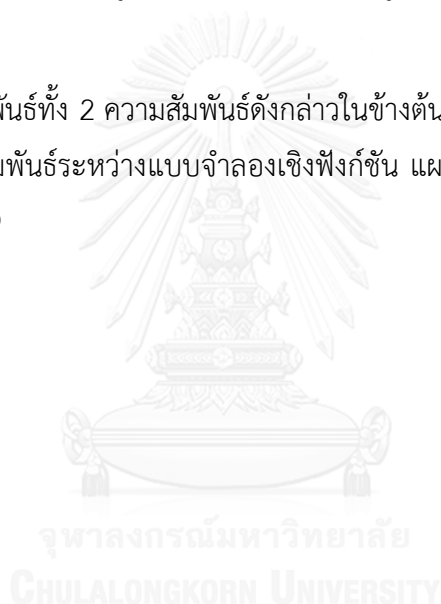 พันธ์ทั้ง 2 ความสัมพันธ์ดังกล่าวในข้างต้น
มพันธ์ระหว่างแบบจำลองเชิงฟังก์ชัน แผ
จุฬาลงกรณ์มหาวิทยาลัย
CHULALONGKORN UNIVERSITY